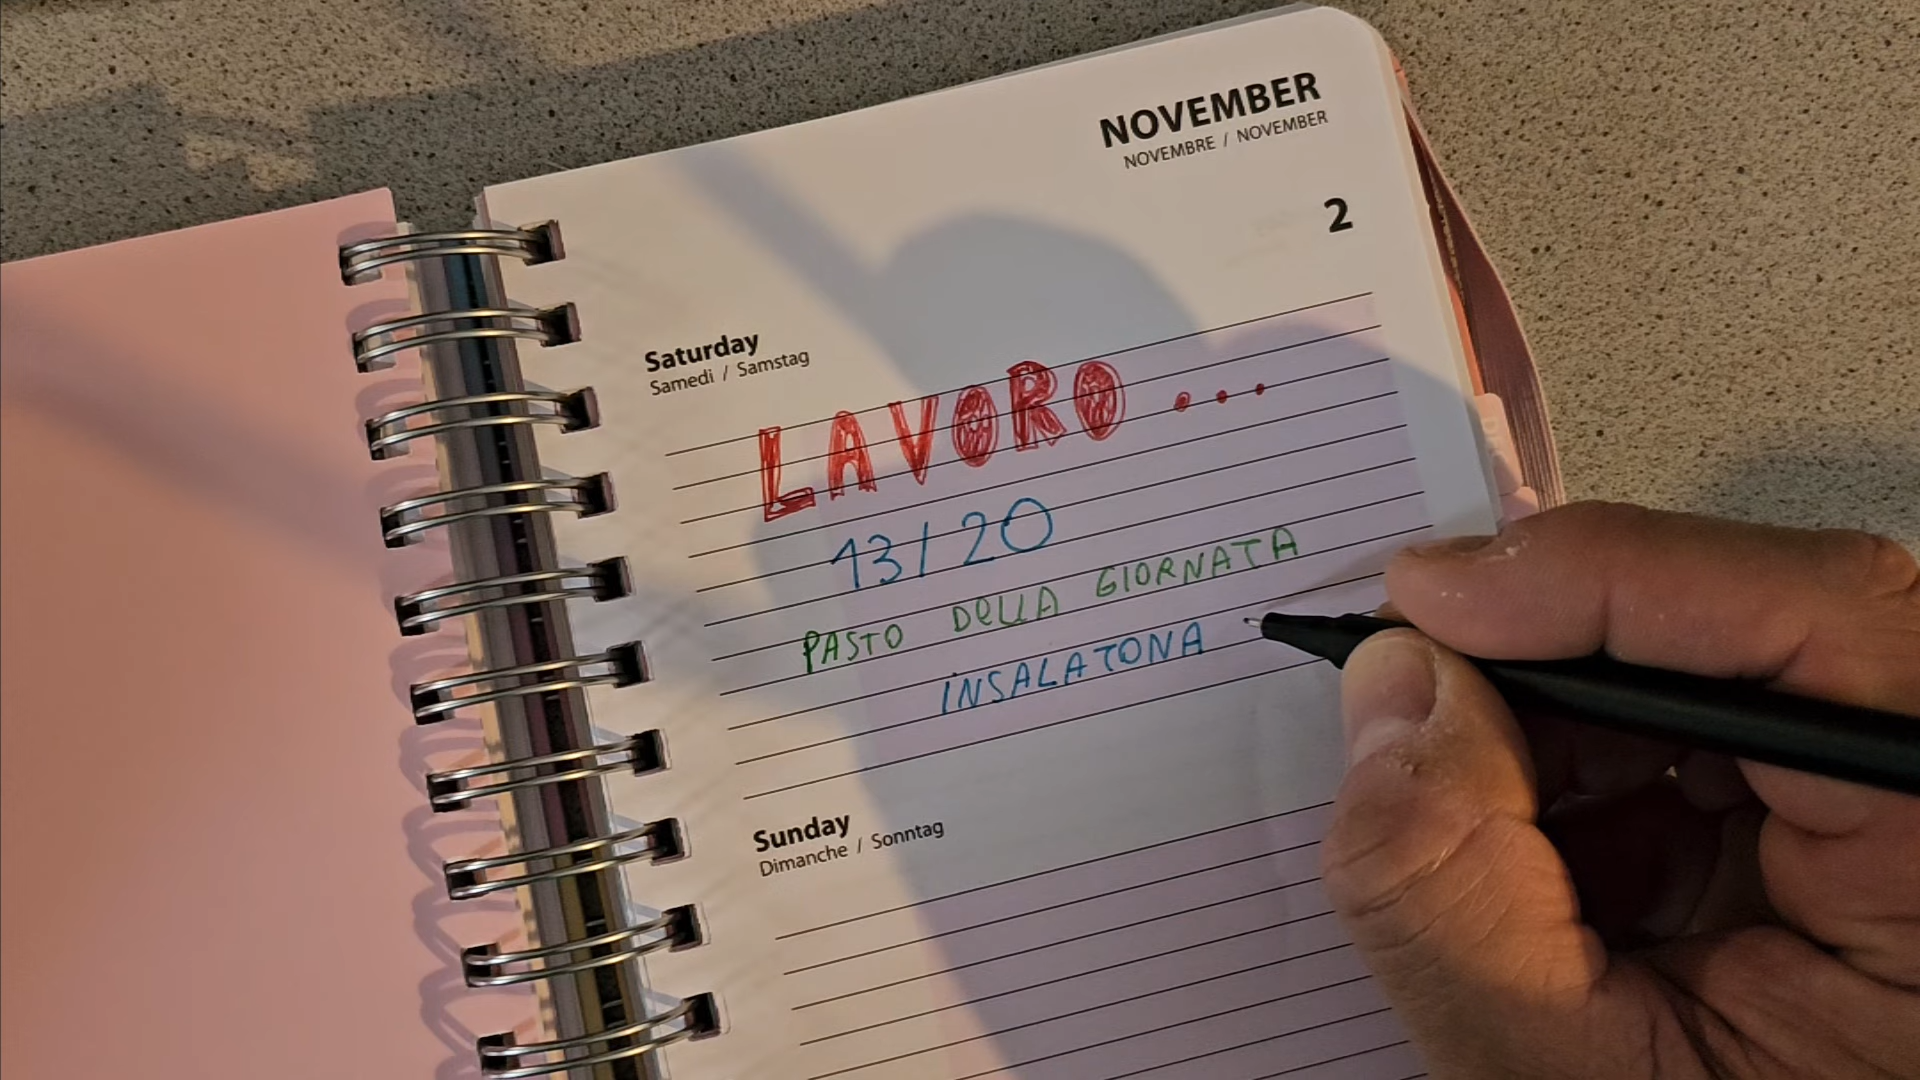 NOVEMBER
NOVEMBRE / NOVEMBER
2
Saturday
Samedi / Samstag
LAVORO...
13/20
PASTO DELLA GIORNATA
INSALATONA
Sunday
Dimanche / Sonntag